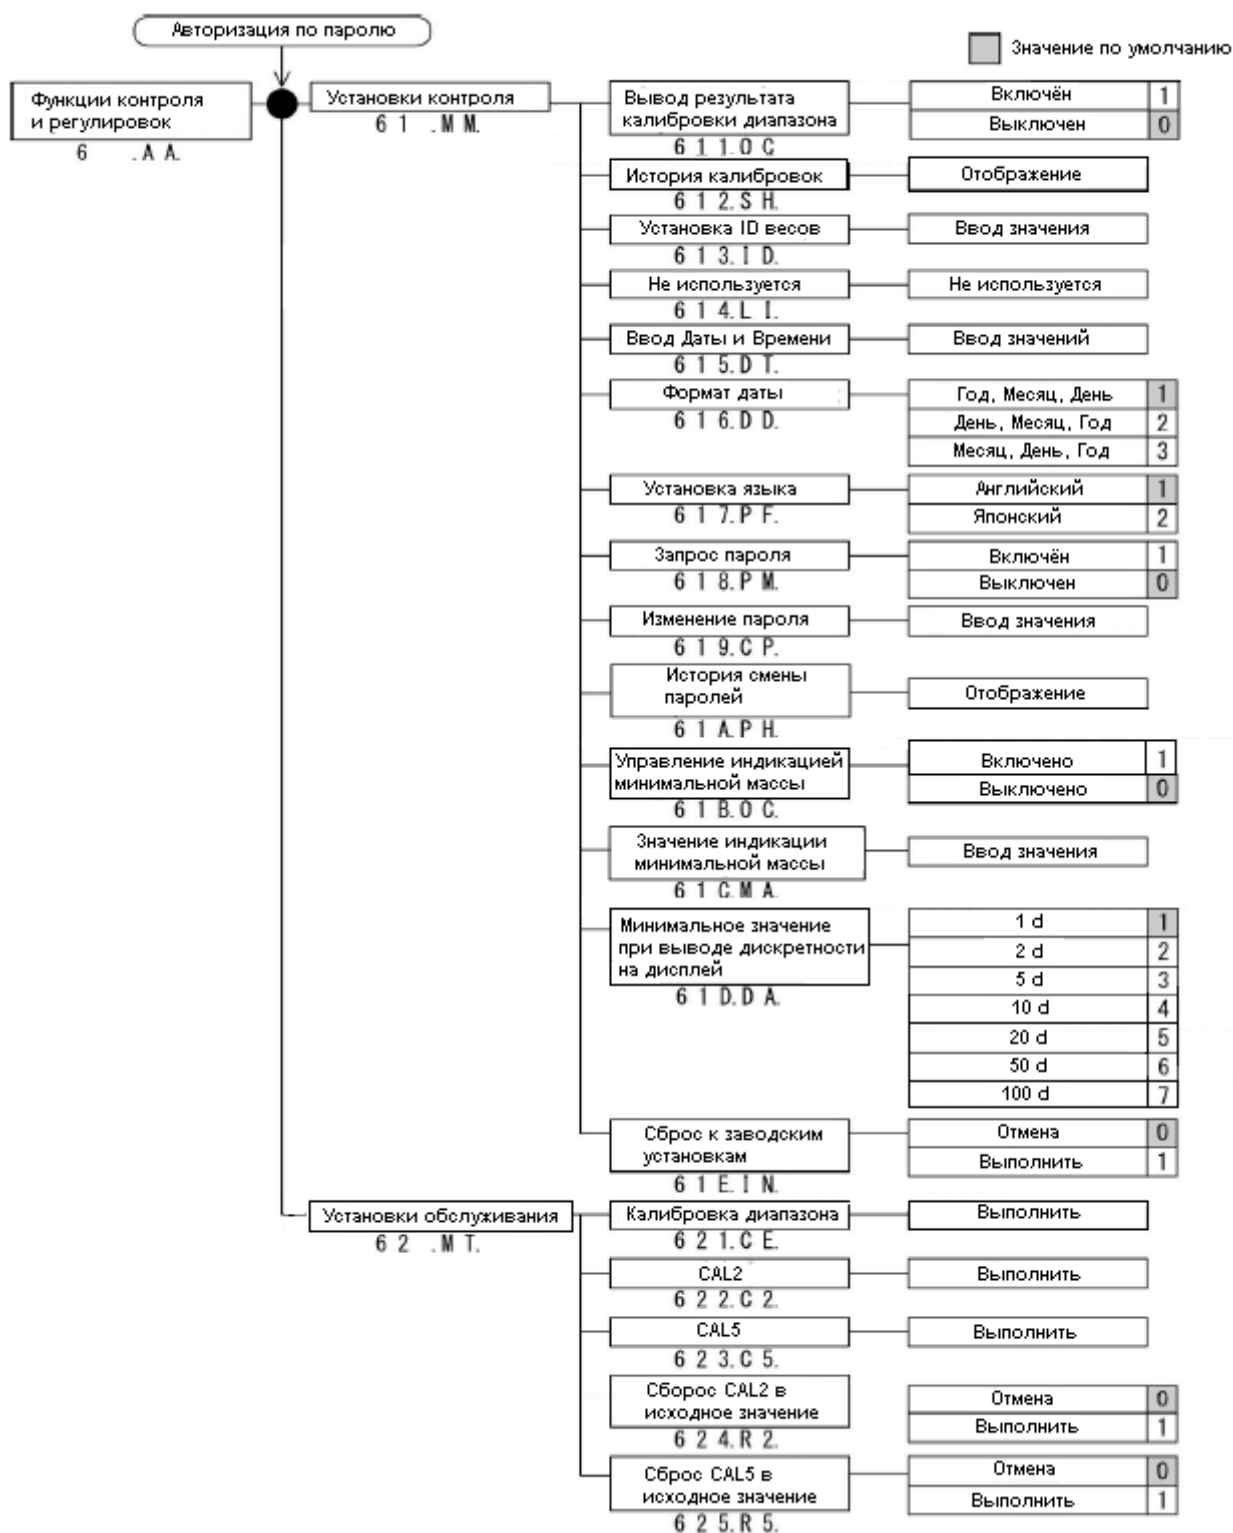 Авторизация по паролю
Значение по умолчанию
Функции контроля
и регулировок
6 .A A.
Установки контроля
6 1 .M M.
Вывод результата
калибровки диапазона
6 1 1.O C
Включён 1
Выключен 0
История калибровок
6 1 2.S H.
Отображение
Установка ID весов
6 1 3.I D.
Ввод значения
Не используется
6 1 4.L I.
Не используется
Ввод Даты и Времени
6 1 5.D T.
Ввод значений
Формат даты
6 1 6.D D.
Год, Месяц, День 1
День, Месяц, Год 2
Месяц, День, Год 3
Установка языка
6 1 7.P F.
Английский 1
Японский 2
Запрос пароля
6 1 8.P M.
Включён 1
Выключен 0
Изменение пароля
6 1 9.C P.
Ввод значения
История смены
паролей
6 1 A.P H.
Отображение
Управление индикацией
минимальной массы
6 1 B.O C.
Включено 1
Выключено 0
Значение индикации
минимальной массы
6 1 C.M A.
Ввод значения
Минимальное значение
при выводе дискретности
на дисплей
6 1 D.D A.
1 d 1
2 d 2
5 d 3
10 d 4
20 d 5
50 d 6
100 d 7
Сброс к заводским
установкам
6 1 E.I N.
Отмена 0
Выполнить 1
Установки обслуживания
6 2 .M T.
Калибровка диапазона
6 2 1.C E.
Выполнить
CAL2
6 2 2.C 2.
Выполнить
CAL5
6 2 3.C 5.
Выполнить
Сборос CAL2 в
исходное значение
6 2 4.R 2.
Отмена 0
Выполнить 1
Сброс CAL5 в
исходное значение
6 2 5.R 5.
Отмена 0
Выполнить 1